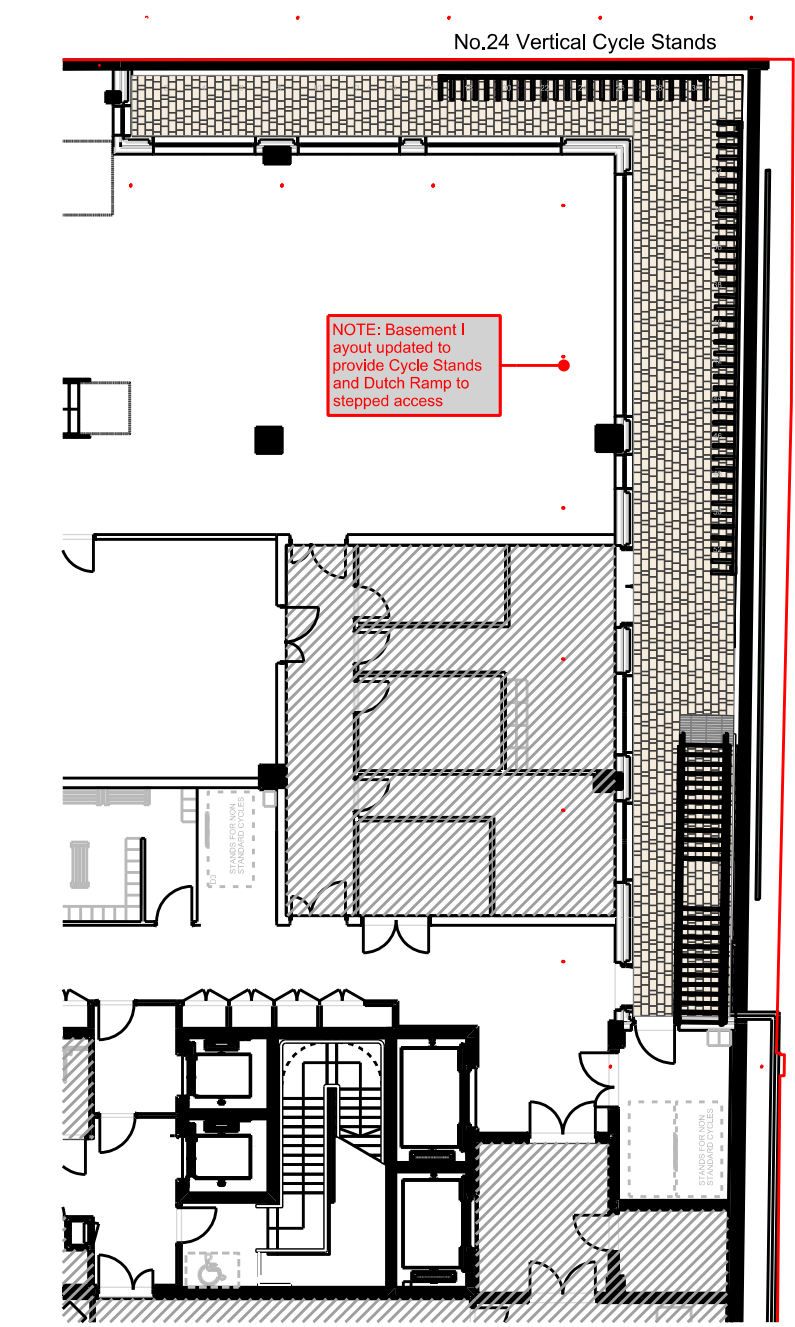 No.24 Vertical Cycle Stands
NOTE: Basement l
ayout updated to
provide Cycle Stands
and Dutch Ramp to
stepped access
STANDS FOR NON
STANDARD CYCLES
STANDS FOR NON
STANDARD CYCLES